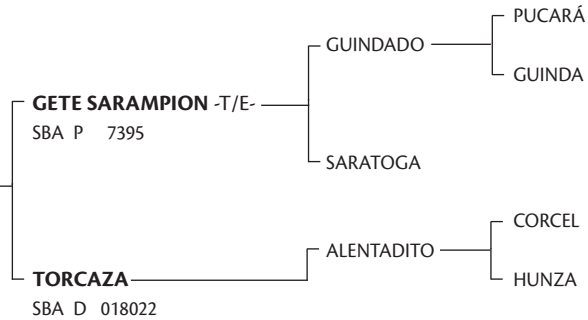 PUCARÁ
GUINDADO
GUINDA
GETE SARAMPION -T/E-
SBA P 7395
SARATOGA
CORCEL
ALENTADITO
TORCAZA
HUNZA
SBA D 018022